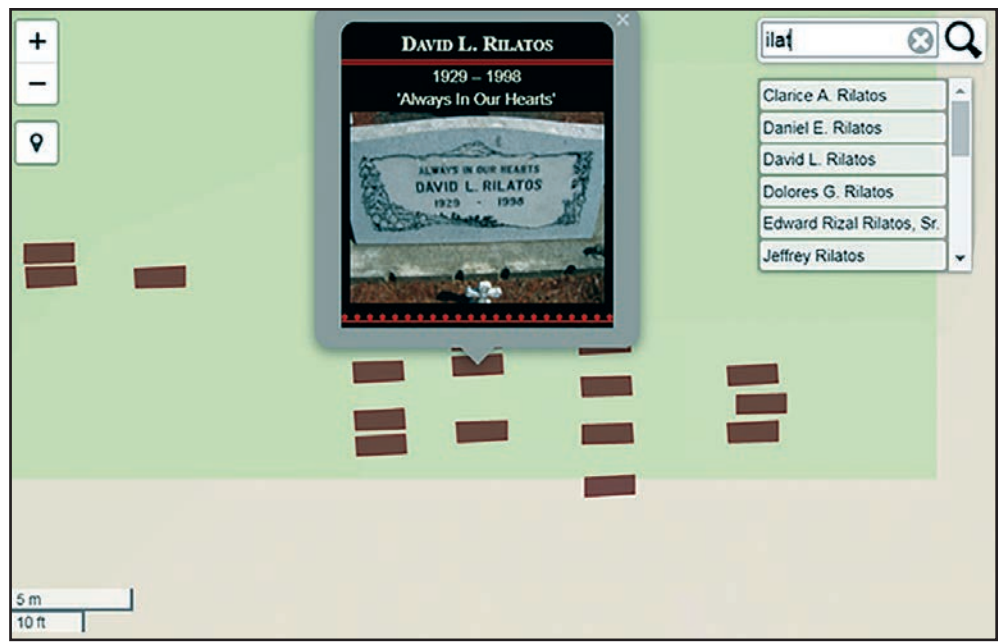 +
−
DAVID L. RILATOS
1929 – 1998
'Always In Our Hearts'
ALWAYS IN OUR HEARTS
DAVID L. RILATOS
1929 - 1998
ilat
Clarice A. Rilatos
Daniel E. Rilatos
David L. Rilatos
Dolores G. Rilatos
Edward Rizal Rilatos, Sr.
Jeffrey Rilatos
5 m
10 ft